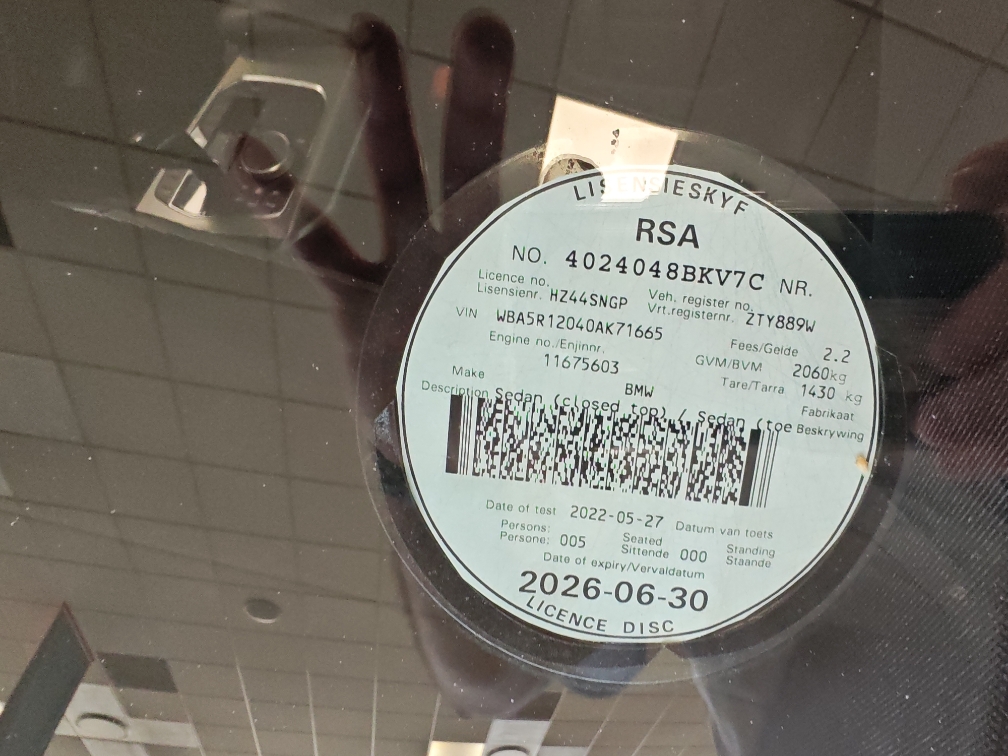 LISENSIESKYF
RSA
NO. 4024048BKV7C NR.
Licence no.
Lisensienr. HZ44SNGP
Veh. register no.
Vrt.registernr. ZTY889W
VIN WBA5R12040AK71665
Fees/Gelde 2.2
Engine no./Enjinnr.
11675603
GVM/BVM 2060kg
Tare/Tarra 1430 kg
Make BMW Fabrikaat
Description Sedan (closed top) / Sedan (toe Beskrywing
Date of test 2022-05-27 Datum van toets
Persons:
Persone: 005
Seated
Sittende 000
Standing
Staande
Date of expiry/Vervaldatum
2026-06-30
LICENCE DISC